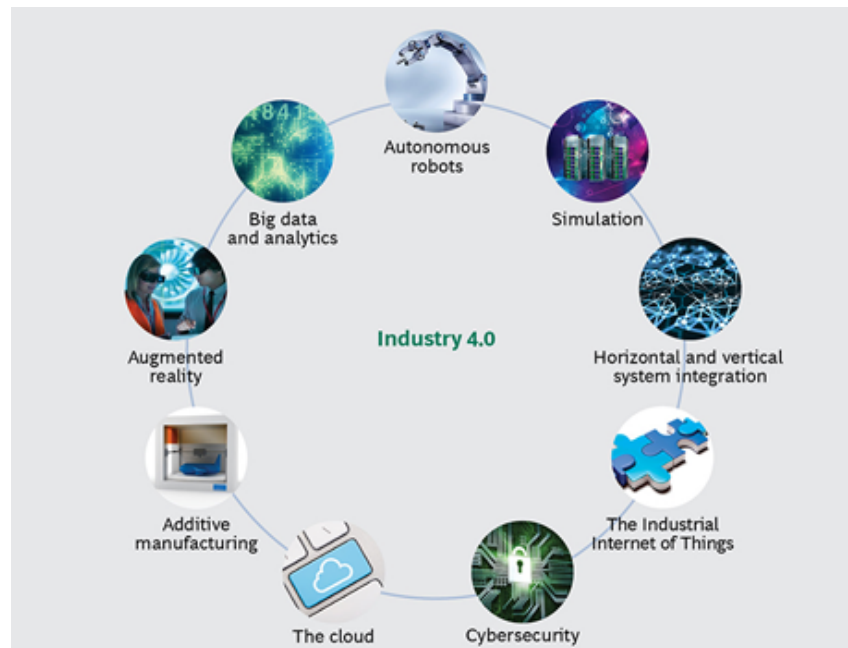 Autonomous
robots
Simulation
Horizontal and vertical
system integration
The Industrial
Internet of Things
Cybersecurity
The cloud
Additive
manufacturing
Augmented
reality
Big data
and analytics
Industry 4.0